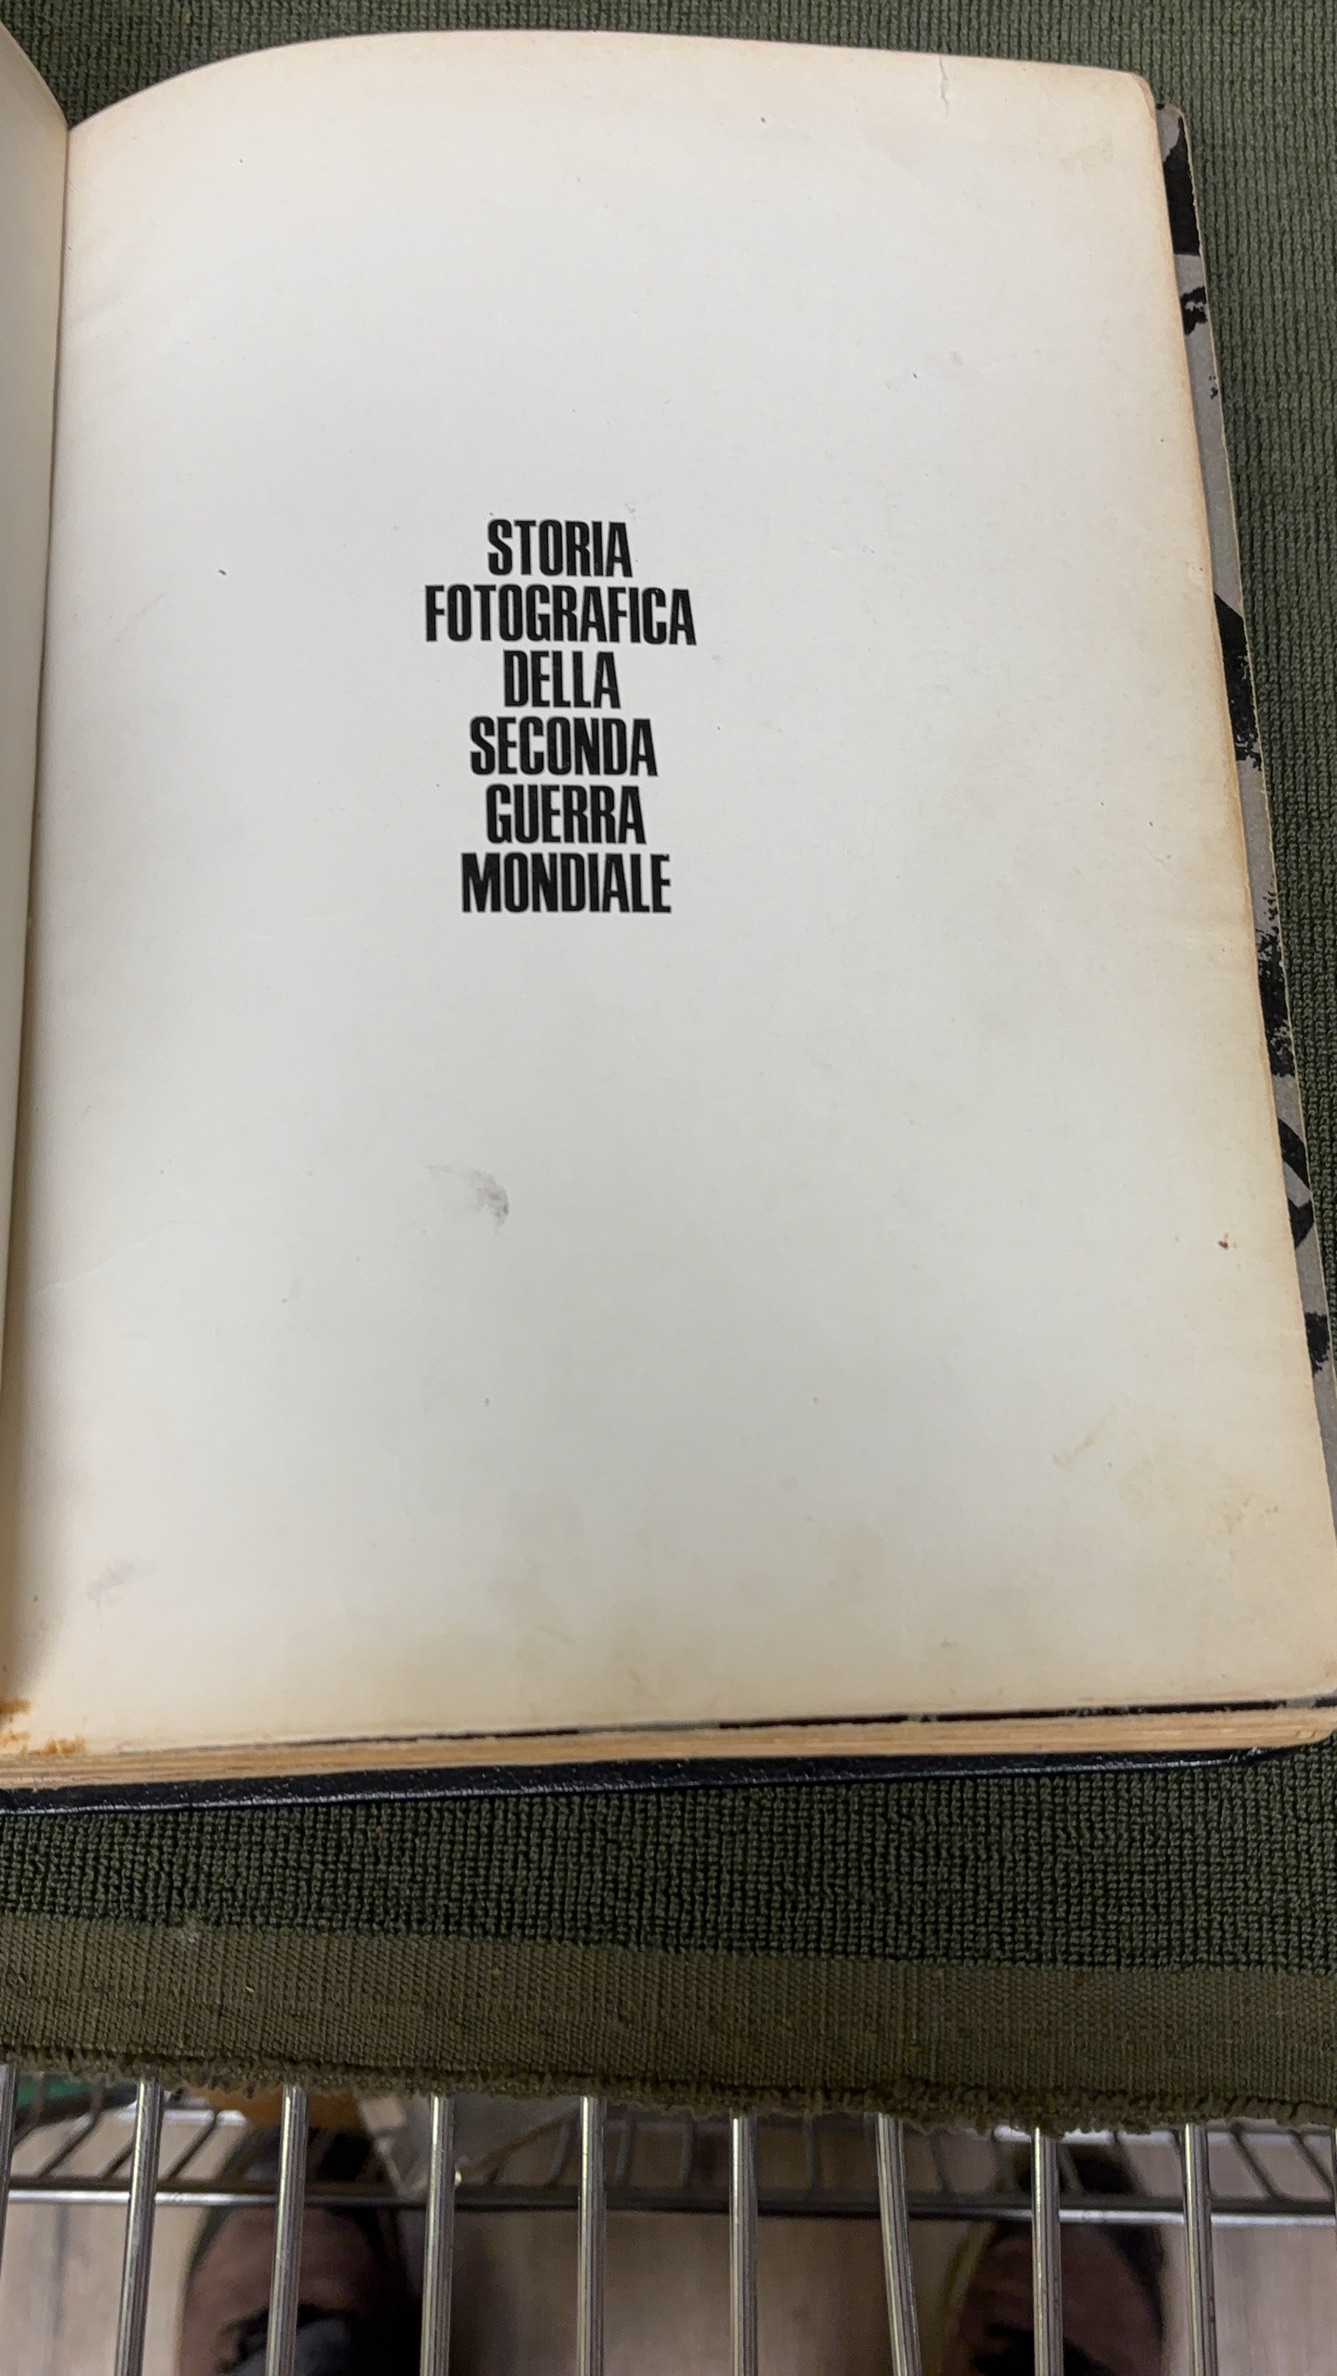 STORIA
FOTOGRAFICA
DELLA
SECONDA
GUERRA
MONDIALE